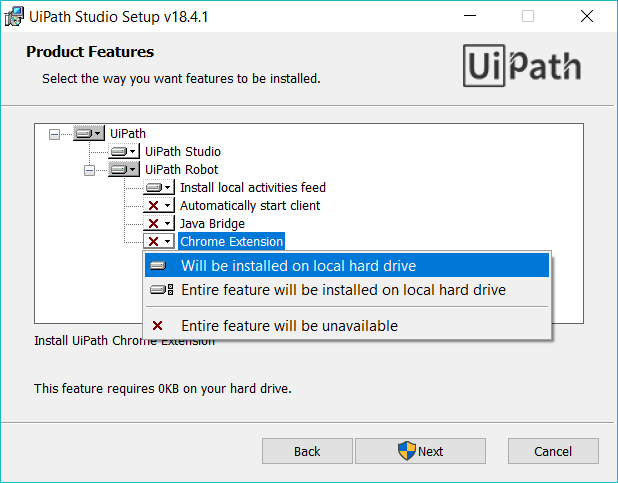 UiPath Studio Setup v18.4.1
Product Features
Select the way you want features to be installed.
UiPath
UiPath
UiPath Studio
UiPath Robot
Install local activities feed
Automatically start client
Java Bridge
Chrome Extension
Will be installed on local hard drive
Entire feature will be installed on local hard drive
Entire feature will be unavailable
Install UiPath Chrome Extension
This feature requires 0KB on your hard drive.
Back
Next
Cancel